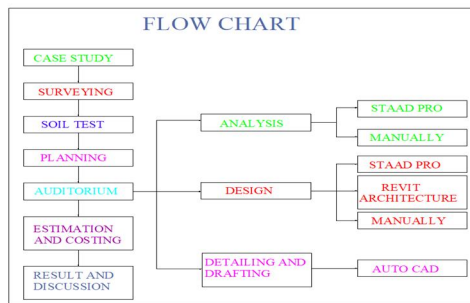 FLOW CHART
CASE STUDY
SURVEYING
SOIL TEST
PLANNING
AUDITORIUM
ESTIMATION
AND COSTING
RESULT AND
DISCUSSION
ANALYSIS
DESIGN
DETAILING AND
DRAFTING
STAAD PRO
MANUALLY
STAAD PRO
REVIT
ARCHITECTURE
MANUALLY
AUTO CAD